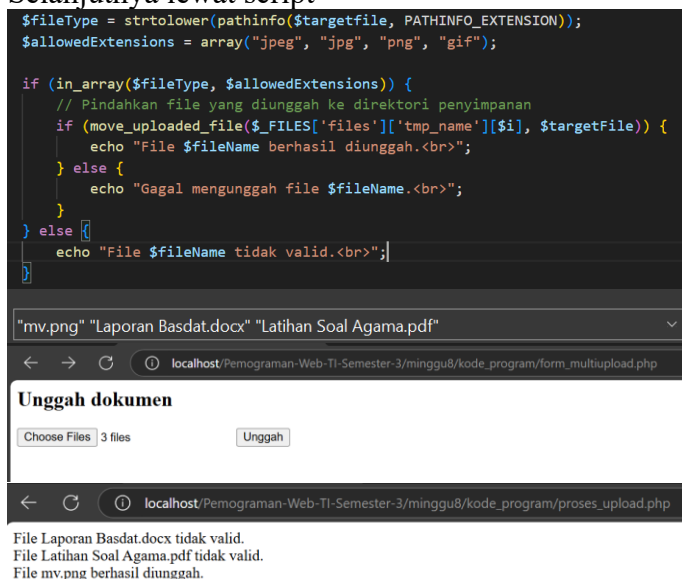 Selanjutnya lewat script
$fileType = strtolower(pathinfo($targetfile, PATHINFO_EXTENSION));
$allowedExtensions = array("jpeg", "jpg", "png", "gif");
if (in_array($fileType, $allowedExtensions)) {
// Pindahkan file yang diunggah ke direktori penyimpanan
if (move_uploaded_file($_FILES['files']['tmp_name'][$i], $targetFile)) {
echo "File $fileName berhasil diunggah.<br>";
} else {
echo "Gagal mengunggah file $fileName.<br>";
}
} else {
echo "File $fileName tidak valid.<br>";
}
"mv.png" "Laporan Basdat.docx" "Latihan Soal Agama.pdf"
localhost/Pemograman-Web-TI-Semester-3/minggu8/kode_program/form_multiupload.php
Unggah dokumen
Choose Files 3 files Unggah
localhost/Pemograman-Web-TI-Semester-3/minggu8/kode_program/proses_upload.php
File Laporan Basdat.docx tidak valid.
File Latihan Soal Agama.pdf tidak valid.
File mv.png berhasil diunggah.